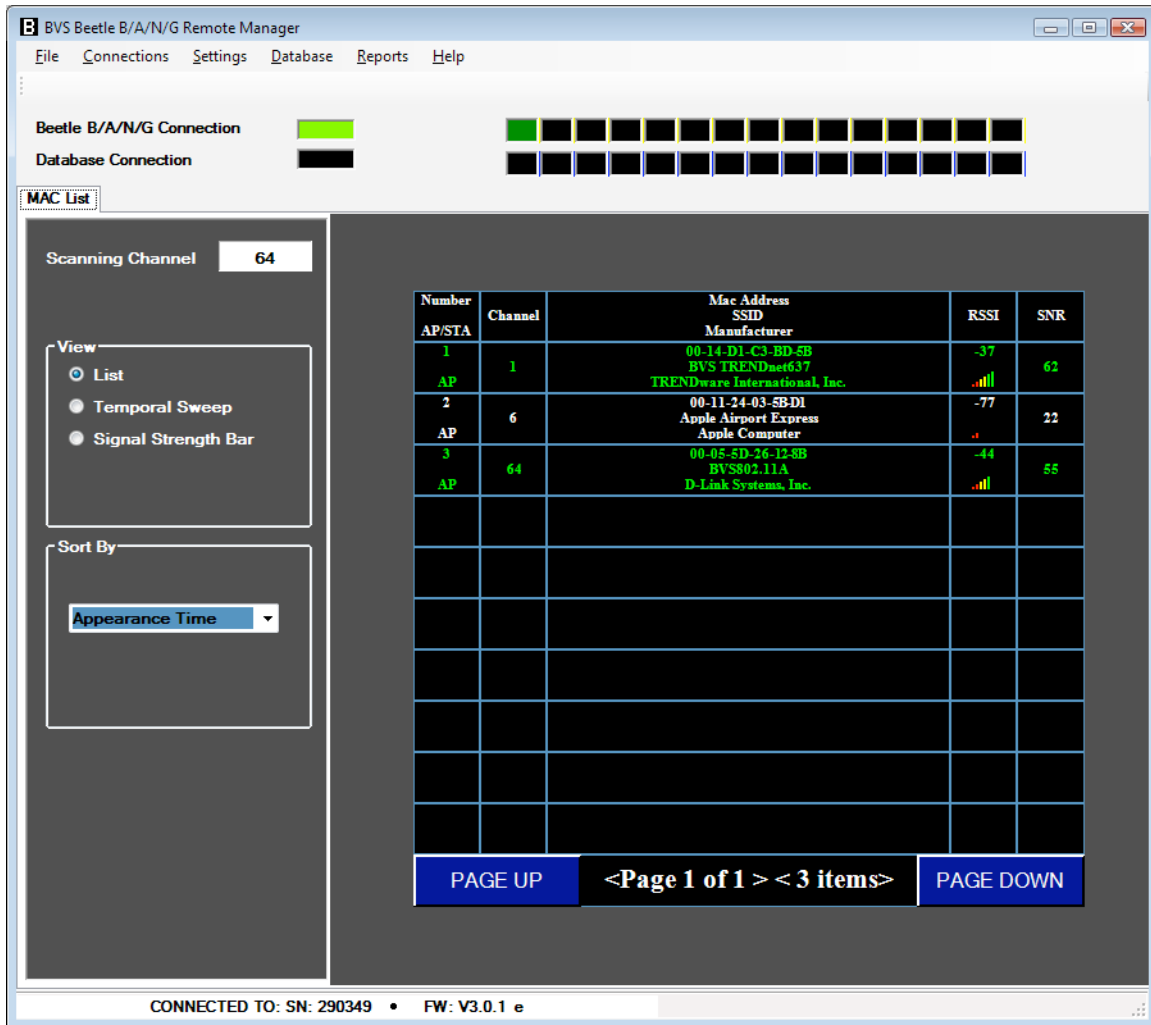 B BVS Beetle B/A/N/G Remote Manager
File Connections Settings Database Reports Help
Beetle B/A/N/G Connection
Database Connection
MAC List
Scanning Channel 64
View
List
Temporal Sweep
Signal Strength Bar
Sort By
Appearance Time
Number
AP/STA
Channel
Mac Address
SSID
Manufacturer
RSSI
SNR
1
AP
1
00-14-D1-C3-BD-5B
BVS TRENDnet637
TRENDware International, Inc.
-37
62
2
AP
6
00-11-24-03-5B-D1
Apple Airport Express
Apple Computer
-77
22
3
AP
64
00-05-5D-26-12-8B
BVS802.11A
D-Link Systems, Inc.
-44
55
PAGE UP <Page 1 of 1 > < 3 items> PAGE DOWN
CONNECTED TO: SN: 290349 • FW: V3.0.1 e